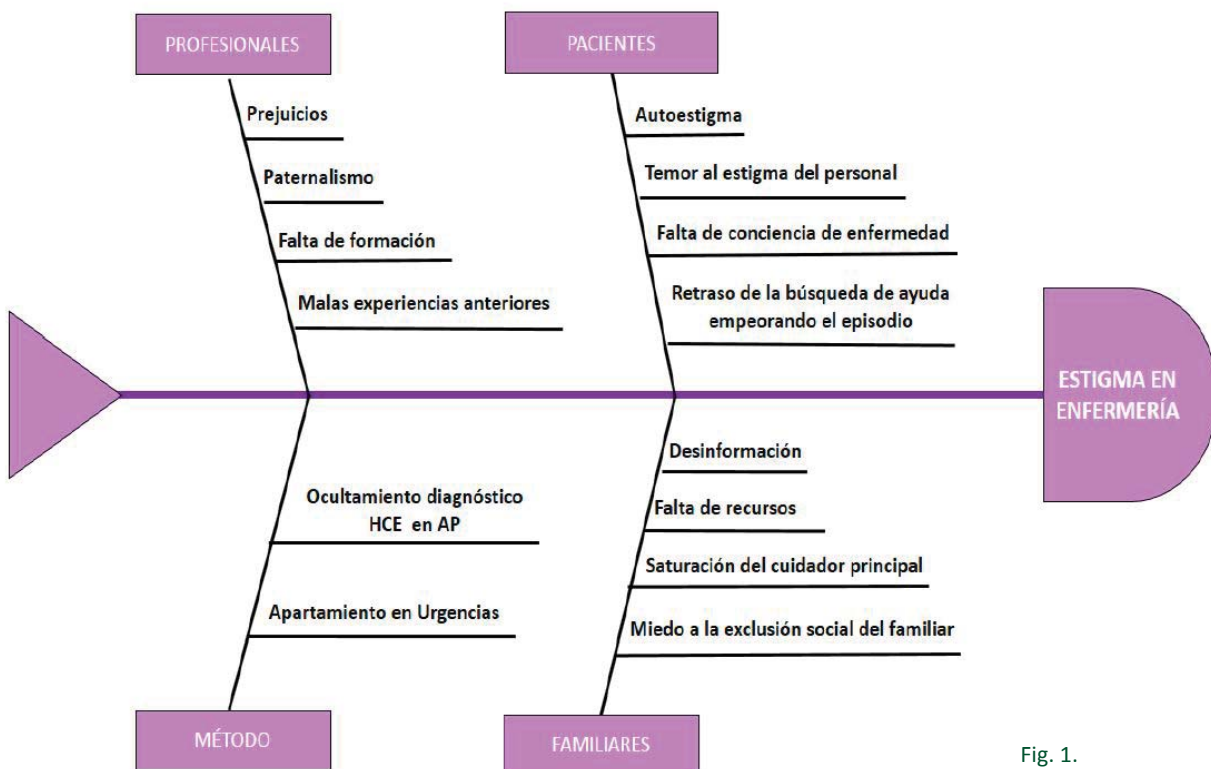 PROFESIONALES
Prejuicios
Paternalismo
Falta de formación
Malas experiencias anteriores
PACIENTES
Autoestigma
Temor al estigma del personal
Falta de conciencia de enfermedad
Retraso de la búsqueda de ayuda
empeorando el episodio
ESTIGMA EN
ENFERMERÍA
Ocultamiento diagnóstico
HCE en AP
Apartamiento en Urgencias
MÉTODO
Desinformación
Falta de recursos
Saturación del cuidador principal
Miedo a la exclusión social del familiar
FAMILIARES
Fig. 1.